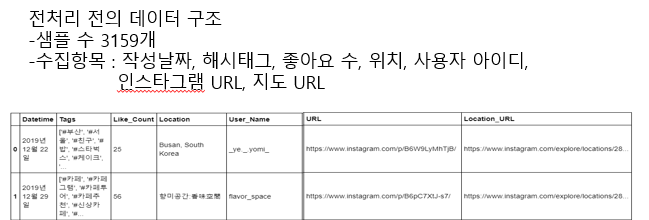 전처리 전의 데이터 구조
-샘플 수 3159개
-수집항목 : 작성날짜, 해시태그, 좋아요 수, 위치, 사용자 아이디,
인스타그램 URL, 지도 URL
Datetime Tags Like_Count Location User_Name URL Location_URL
0 2019년 12월 22일 ['#부산', '#서울', '#친구', '#밥', '#스타벅스', '#케이크', '... 25 Busan, South Korea _ye._.yomi_ https://www.instagram.com/p/B6W9LyMhTjB/ https://www.instagram.com/explore/locations/28...
1 2019년 12월 29일 ['#카페', '#카페그램', '#카페투어', '#카페추천', '#신상카페', '#... 56 향미공간:香味空間 flavor_space https://www.instagram.com/p/B6pC7XtJ-s7/ https://www.instagram.com/explore/locations/28...